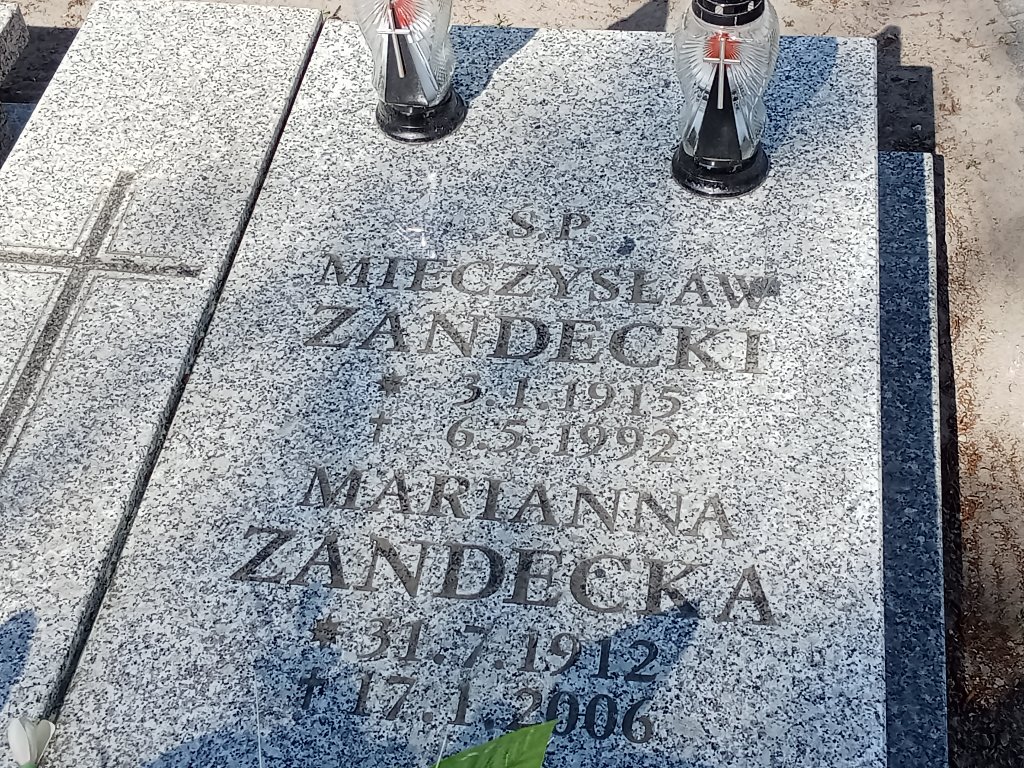 Ś.P.
MIECZYSŁAW
ZANDECKI
* 3.1.1915
† 6.5.1992
MARIANNA
ZANDECKA
* 31.7.1912
† 17.1.2006